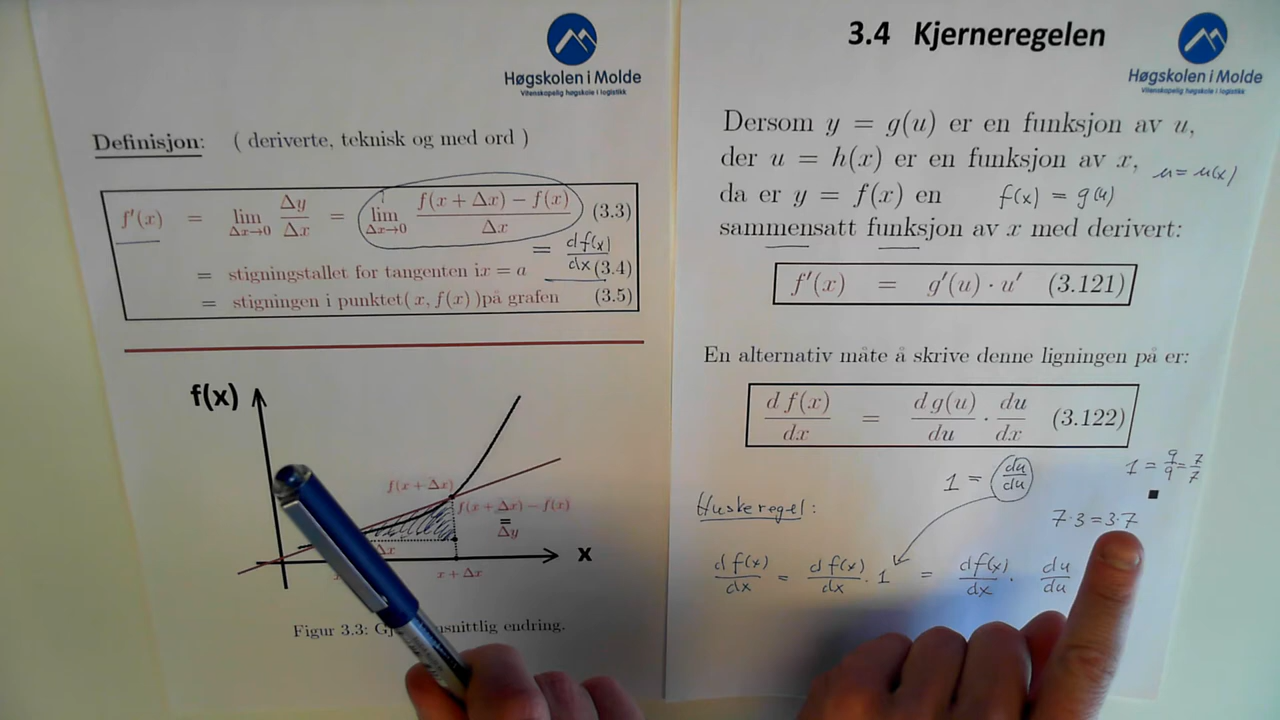 Høgskolen i Molde
Vitenskapelig høgskole i logistikk
Definisjon: ( deriverte, teknisk og med ord )
f'(x) = lim Δx→0 Δy/Δx = lim Δx→0 f(x + Δx) − f(x)/Δx (3.3)
= df(x)/dx
= stigningstallet for tangenten i x = a (3.4)
= stigningen i punktet( x, f(x) )på grafen (3.5)
f(x)
f(x + Δx)
f(x + Δx) − f(x)
=
Δy
Δx
x
x + Δx
Figur 3.3: endring.
3.4 Kjerneregelen
Høgskolen i Molde
Vitenskapelig høgskole i logistikk
Dersom y = g(u) er en funksjon av u,
der u = h(x) er en funksjon av x, u = u(x)
da er y = f(x) en f(x) = g(u)
sammensatt funksjon av x med derivert:
f'(x) = g'(u) · u' (3.121)
En alternativ måte å skrive denne ligningen på er:
d f(x)/dx = d g(u)/du · du/dx (3.122)
1 = du/du
1 = 9/9 = 7/7
Huskeregel:
7·3 = 3·7
d f(x)/dx = d f(x)/dx · 1 = d f(x)/dx · du/du